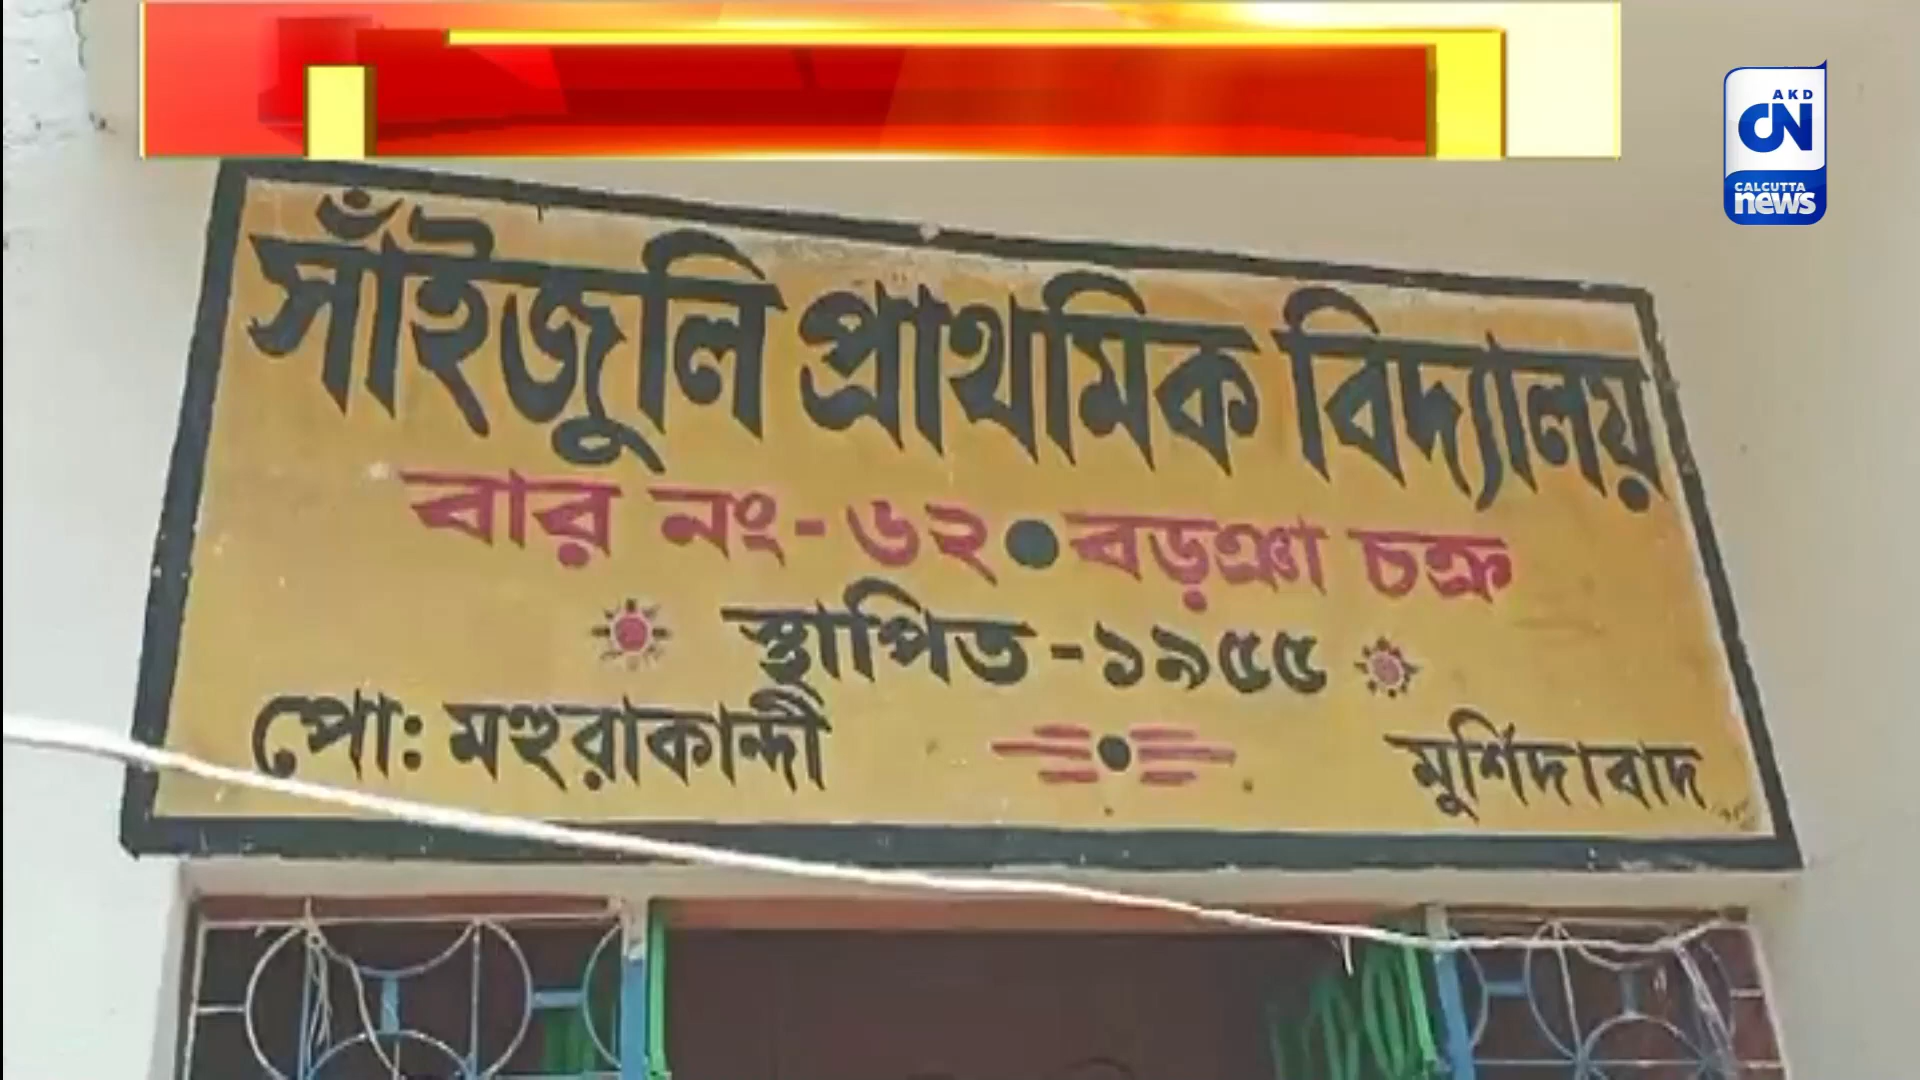 AKD
CN
CALCUTTA
news
সাঁইজুলি প্রাথমিক বিদ্যালয়
বার নং-৬২●বড়ঞা চক্র
স্থাপিত-১৯৫৫
পো: মহুরাকান্দী মুর্শিদাবাদ